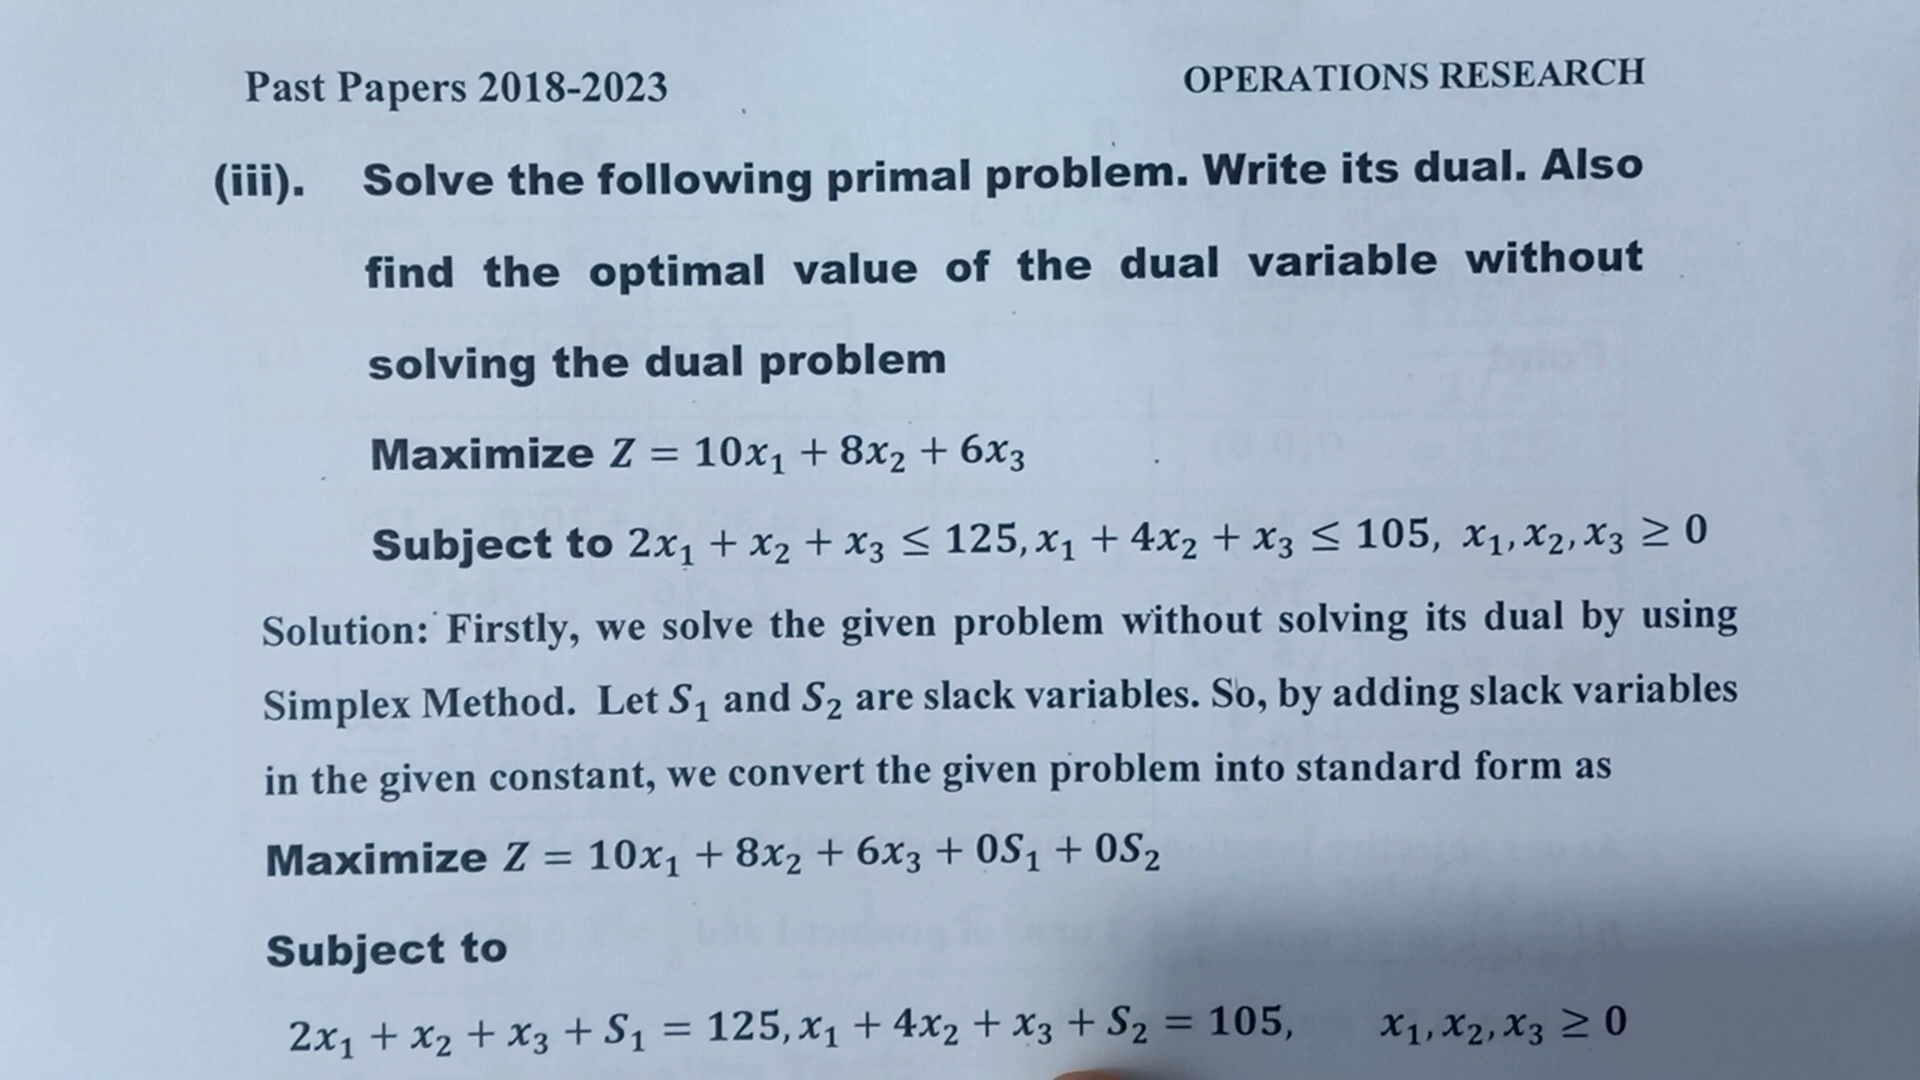 Past Papers 2018-2023 OPERATIONS RESEARCH
(iii). Solve the following primal problem. Write its dual. Also
find the optimal value of the dual variable without
solving the dual problem
Maximize Z = 10x₁ + 8x₂ + 6x₃
Subject to 2x₁ + x₂ + x₃ ≤ 125, x₁ + 4x₂ + x₃ ≤ 105, x₁, x₂, x₃ ≥ 0
Solution: Firstly, we solve the given problem without solving its dual by using
Simplex Method. Let S₁ and S₂ are slack variables. So, by adding slack variables
in the given constant, we convert the given problem into standard form as
Maximize Z = 10x₁ + 8x₂ + 6x₃ + 0S₁ + 0S₂
Subject to
2x₁ + x₂ + x₃ + S₁ = 125, x₁ + 4x₂ + x₃ + S₂ = 105, x₁, x₂, x₃ ≥ 0